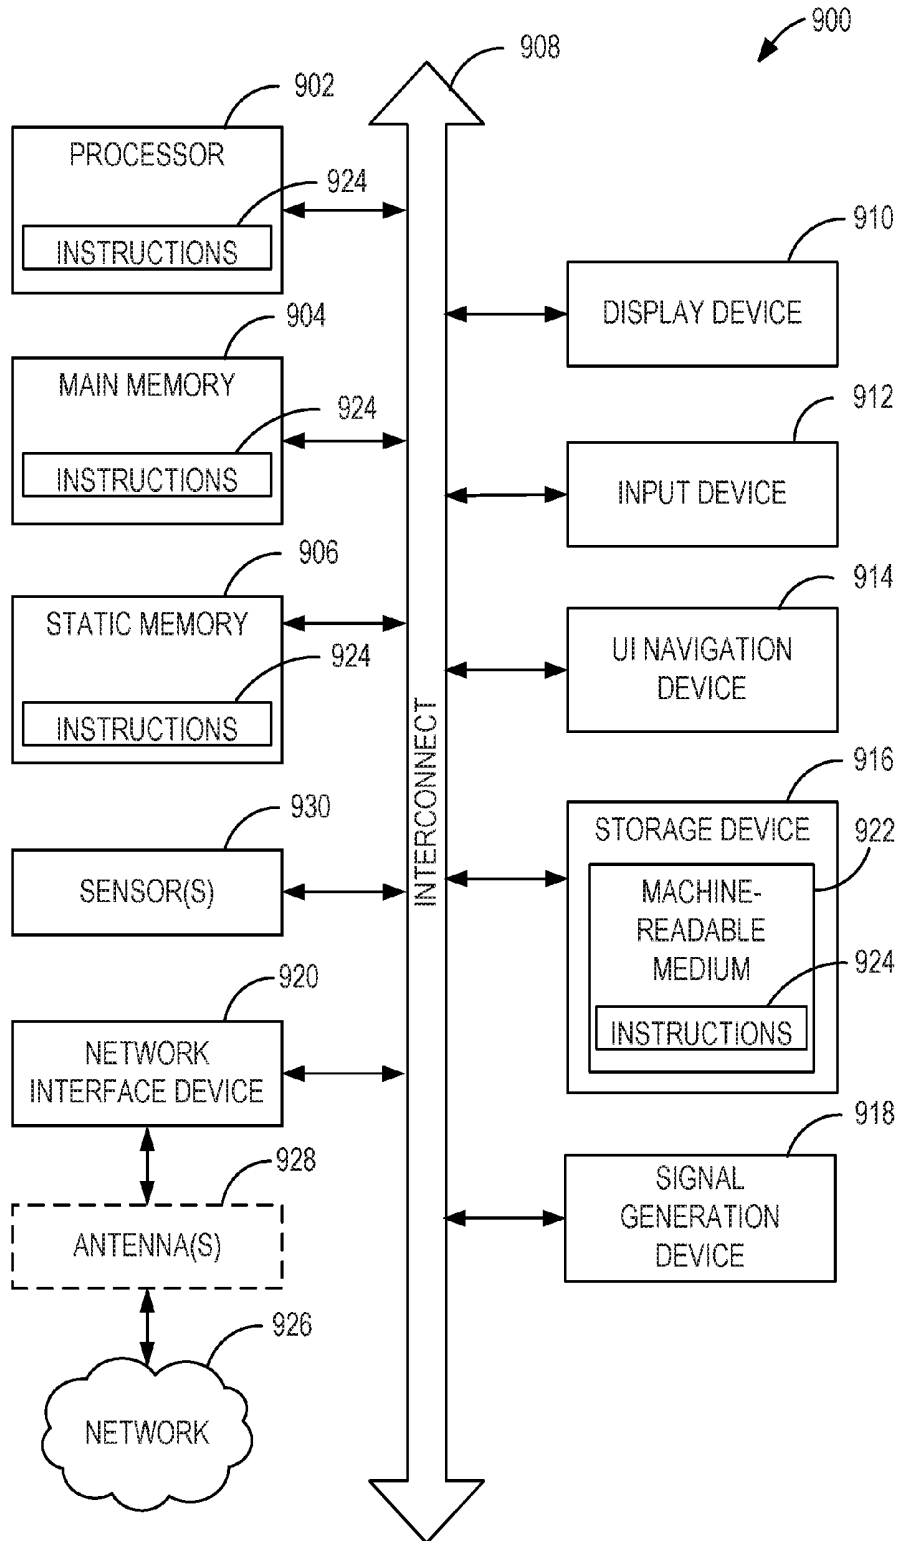 900
908
902
PROCESSOR
924
INSTRUCTIONS
904
MAIN MEMORY
924
INSTRUCTIONS
906
STATIC MEMORY
924
INSTRUCTIONS
930
SENSOR(S)
920
NETWORK
INTERFACE DEVICE
928
ANTENNA(S)
926
NETWORK
INTERCONNECT
910
DISPLAY DEVICE
912
INPUT DEVICE
914
UI NAVIGATION
DEVICE
916
STORAGE DEVICE
922
MACHINE-
READABLE
MEDIUM
924
INSTRUCTIONS
918
SIGNAL
GENERATION
DEVICE